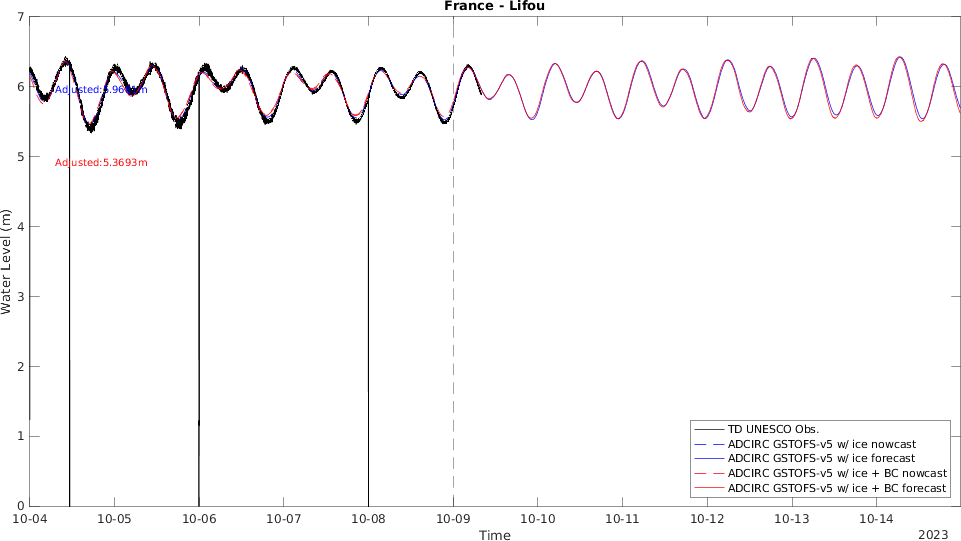 France - Lifou
7
6
5
4
3
2
1
0
Water Level (m)
Adjusted:5.3693m
TD UNESCO Obs.
ADCIRC GSTOFS-v5 w/ ice nowcast
ADCIRC GSTOFS-v5 w/ ice forecast
ADCIRC GSTOFS-v5 w/ ice + BC nowcast
ADCIRC GSTOFS-v5 w/ ice + BC forecast
10-04 10-05 10-06 10-07 10-08 10-09 10-10 10-11 10-12 10-13 10-14
Time
2023